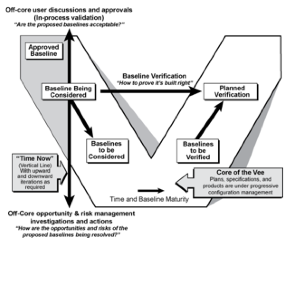 Off-core user discussions and approvals
(In-process validation)
"Are the proposed baselines acceptable?"
Approved
Baseline
Baseline Verification
"How to prove it's built right"
Baseline Being
Considered
Planned
Verification
Baselines
to be
Considered
Baselines
to be
Verified
"Time Now"
(Vertical Line)
With upward
and downward
iterations as
required
Core of the Vee
Plans, specifications, and
products are under progressive
configuration management
Time and Baseline Maturity
Off-Core opportunity & risk management
investigations and actions
"How are the opportunities and risks of the
proposed baselines being resolved?"